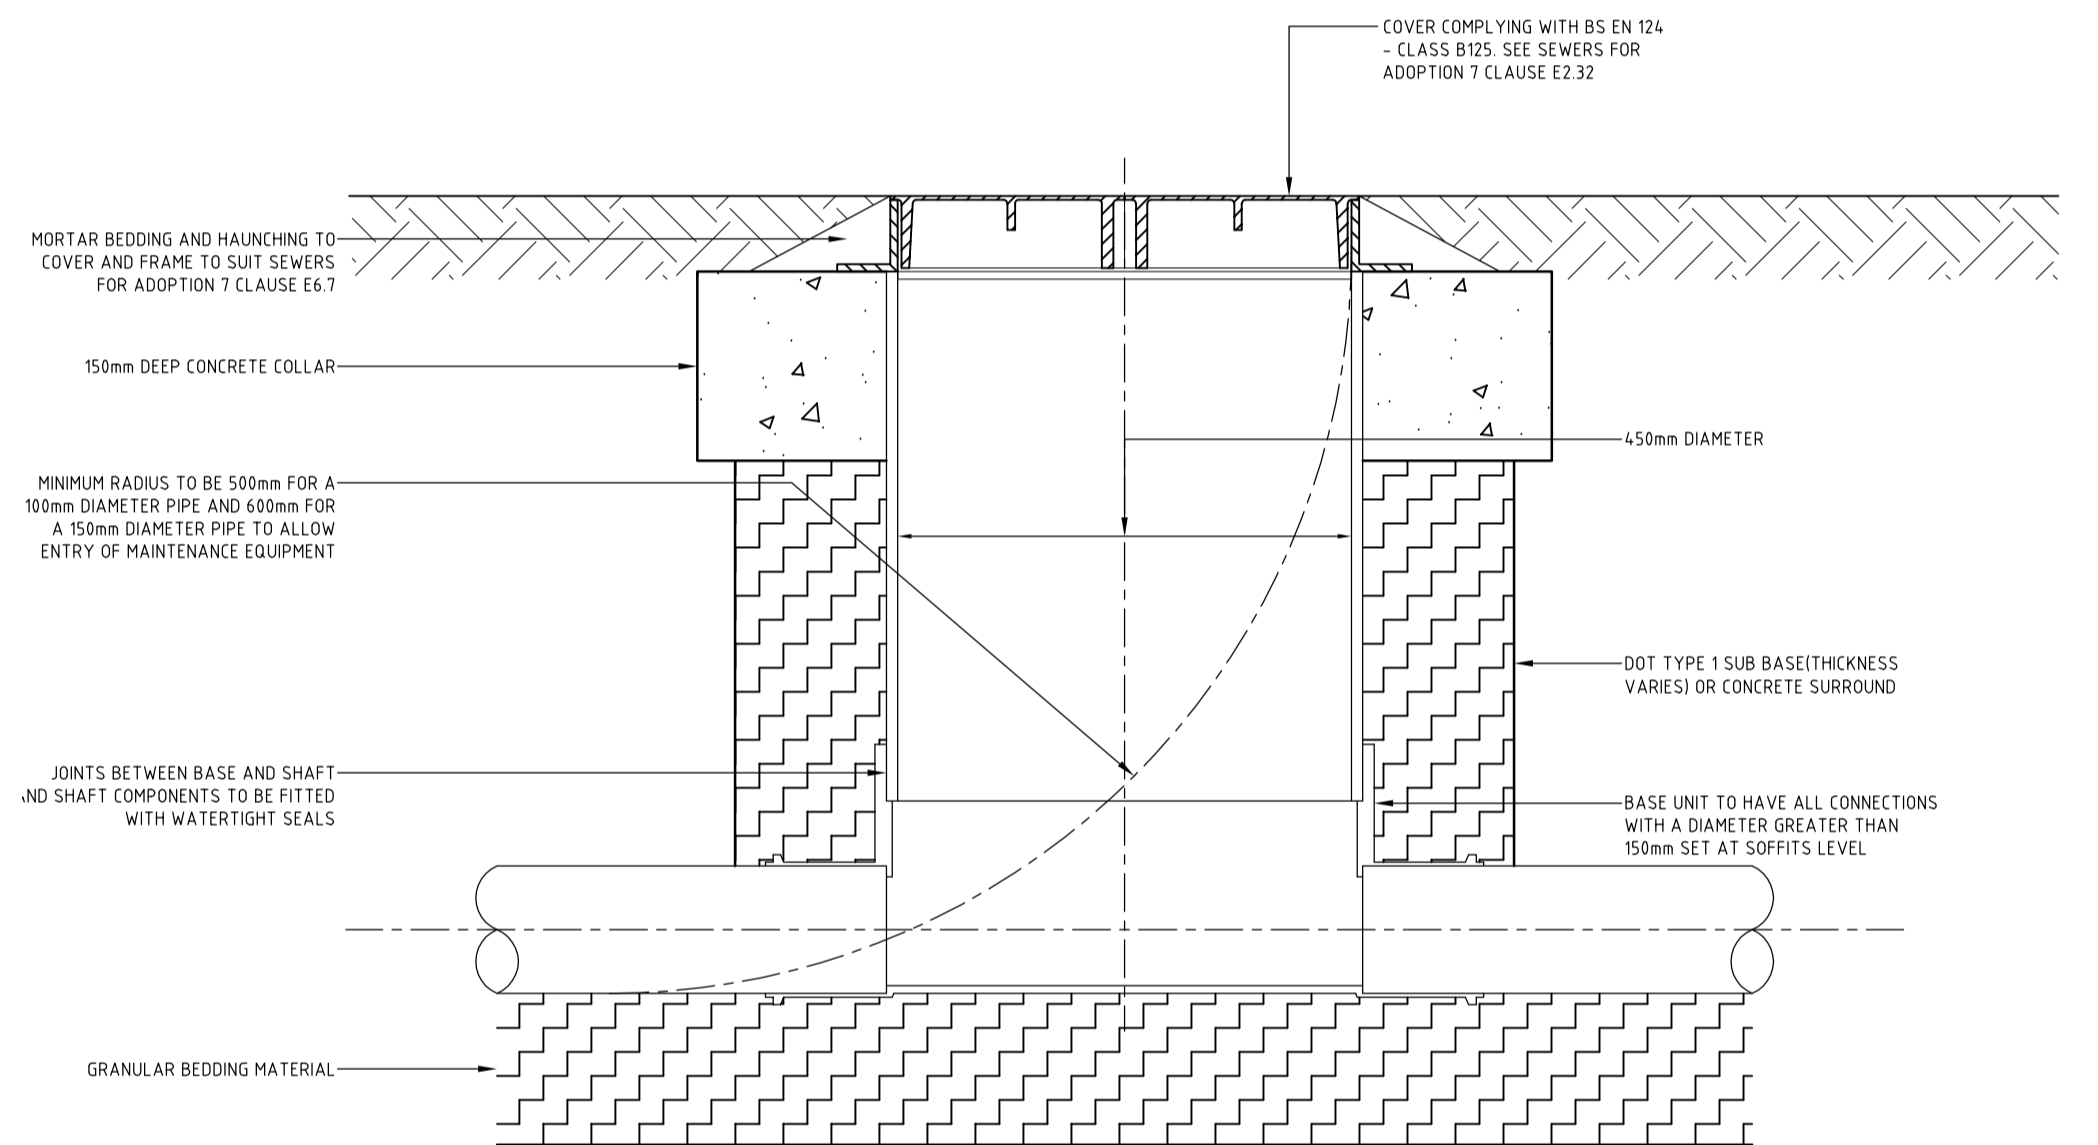 COVER COMPLYING WITH BS EN 124
- CLASS B125. SEE SEWERS FOR
ADOPTION 7 CLAUSE E2.32
MORTAR BEDDING AND HAUNCHING TO
COVER AND FRAME TO SUIT SEWERS
FOR ADOPTION 7 CLAUSE E6.7
150mm DEEP CONCRETE COLLAR
450mm DIAMETER
MINIMUM RADIUS TO BE 500mm FOR A
100mm DIAMETER PIPE AND 600mm FOR
A 150mm DIAMETER PIPE TO ALLOW
ENTRY OF MAINTENANCE EQUIPMENT
DOT TYPE 1 SUB BASE(THICKNESS
VARIES) OR CONCRETE SURROUND
JOINTS BETWEEN BASE AND SHAFT
ND SHAFT COMPONENTS TO BE FITTED
WITH WATERTIGHT SEALS
BASE UNIT TO HAVE ALL CONNECTIONS
WITH A DIAMETER GREATER THAN
150mm SET AT SOFFITS LEVEL
GRANULAR BEDDING MATERIAL